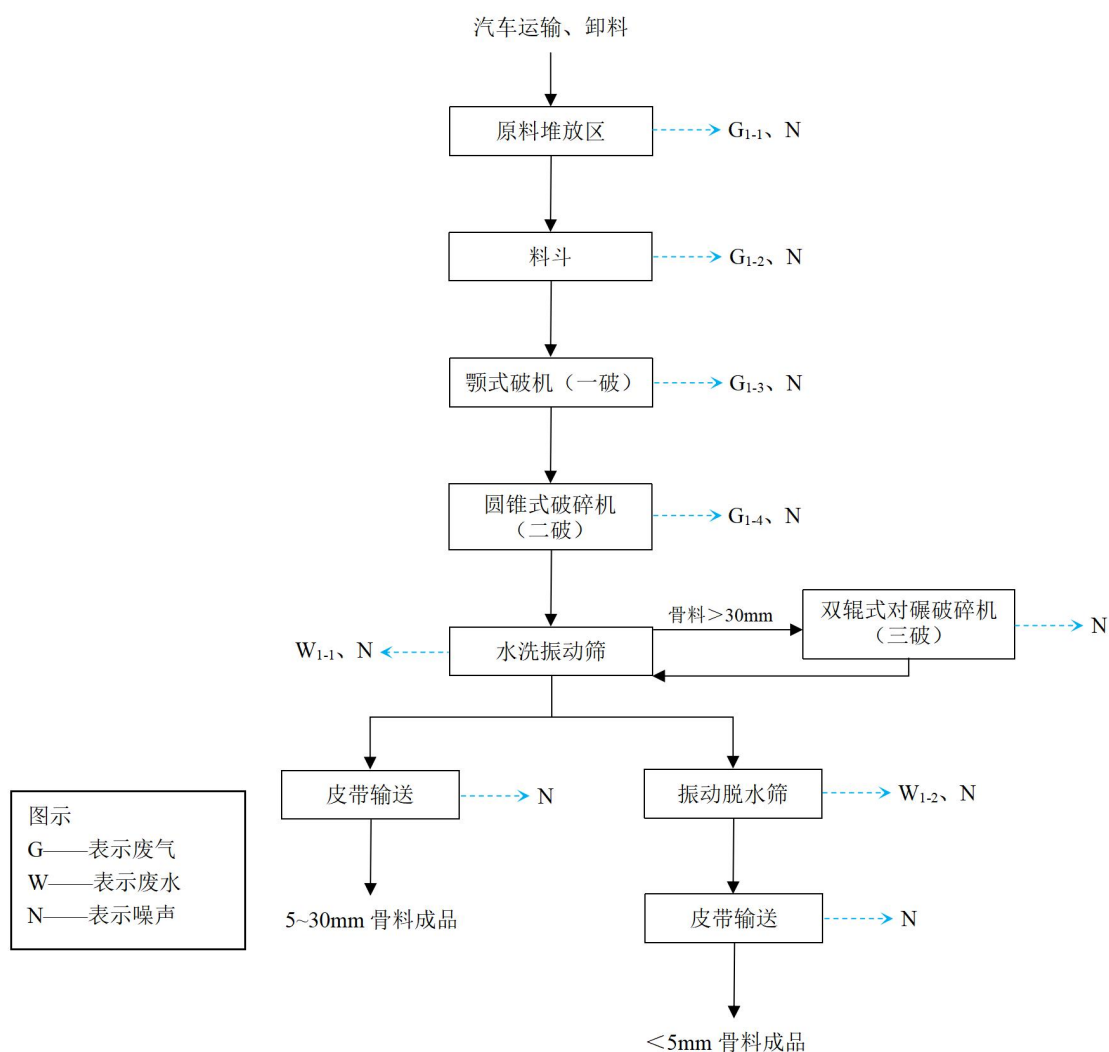 汽车运输、卸料
原料堆放区
G1-1、N
料斗
G1-2、N
颚式破机（一破）
G1-3、N
圆锥式破碎机
（二破）
G1-4、N
骨料＞30mm
双辊式对碾破碎机
（三破）
N
W1-1、N
水洗振动筛
皮带输送
N
振动脱水筛
W1-2、N
图示
G——表示废气
W——表示废水
N——表示噪声
5~30mm 骨料成品
皮带输送
N
＜5mm 骨料成品